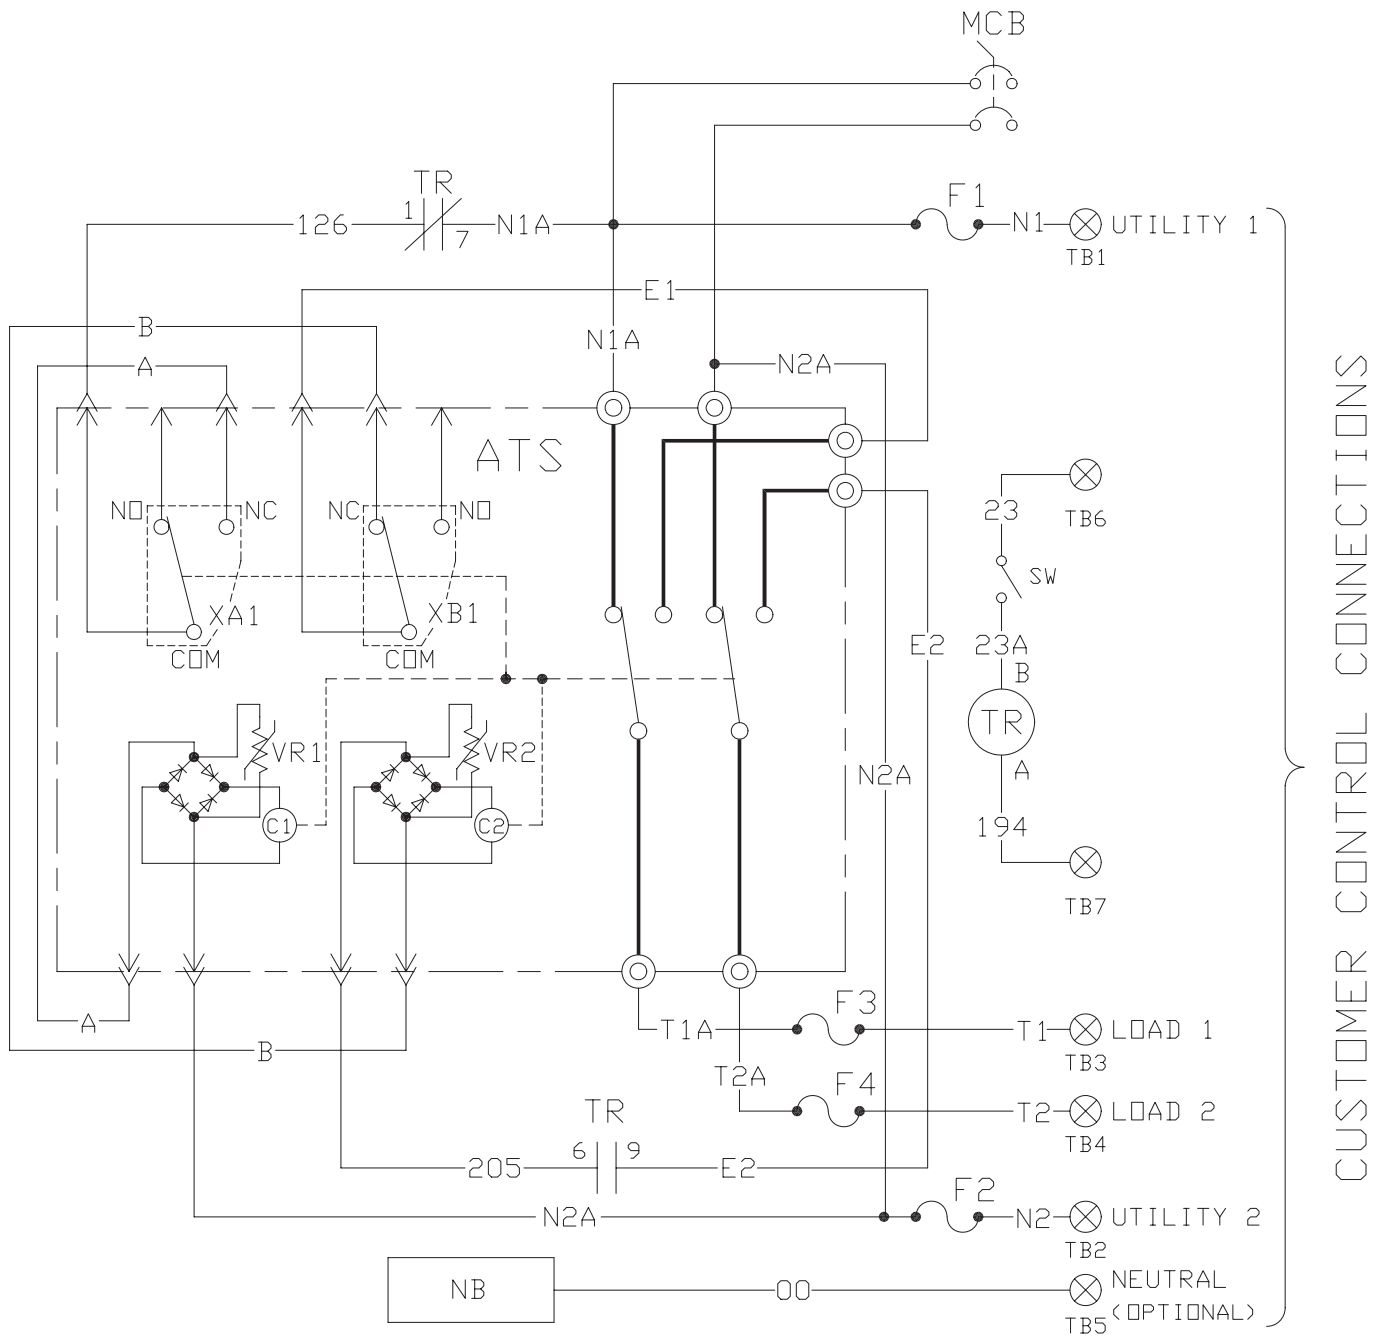 MCB
TR
F1
126
1
7
N1A
N1
UTILITY 1
TB1
E1
B
N1A
A
N2A
ATS
NO
NC
NC
NO
23
TB6
SW
XA1
XB1
COM
COM
E2
23A
B
TR
VR1
VR2
A
N2A
C1
C2
194
TB7
CUSTOMER CONTROL CONNECTIONS
F3
A
T1A
T1
LOAD 1
B
TB3
T2A
F4
TR
T2
LOAD 2
6
9
TB4
205
E2
F2
N2A
N2
UTILITY 2
TB2
NB
00
NEUTRAL
(OPTIONAL)
TB5